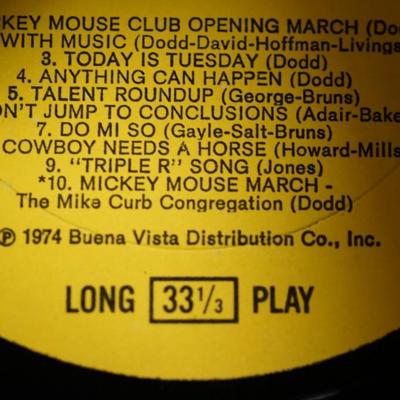 KEY MOUSE CLUB OPENING MARCH (Do
WITH MUSIC (Dodd-David-Hoffman-Livings
3. TODAY IS TUESDAY (Dodd)
4. ANYTHING CAN HAPPEN (Dodd)
5. TALENT ROUNDUP (George-Bruns)
N'T JUMP TO CONCLUSIONS (Adair-Bake
7. DO MI SO (Gayle-Salt-Bruns)
COWBOY NEEDS A HORSE (Howard-Mills
9. “TRIPLE R” SONG (Jones)
*10. MICKEY MOUSE MARCH -
The Mike Curb Congregation (Dodd)
℗ 1974 Buena Vista Distribution Co., Inc.
LONG 33 1/3 PLAY